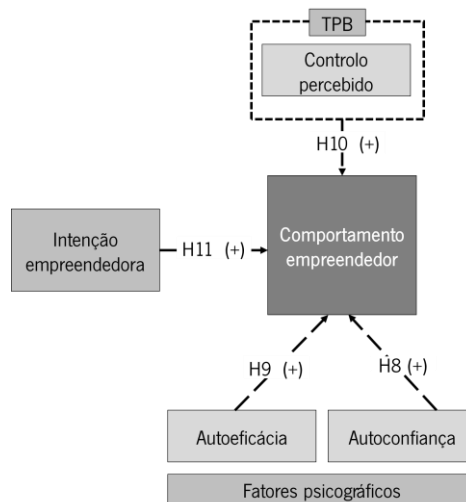 TPB
Controlo
percebido
H10 (+)
Intenção
empreendedora
H11 (+)
Comportamento
empreendedor
H9 (+)
H8 (+)
Autoeficácia
Autoconfiança
Fatores psicográficos